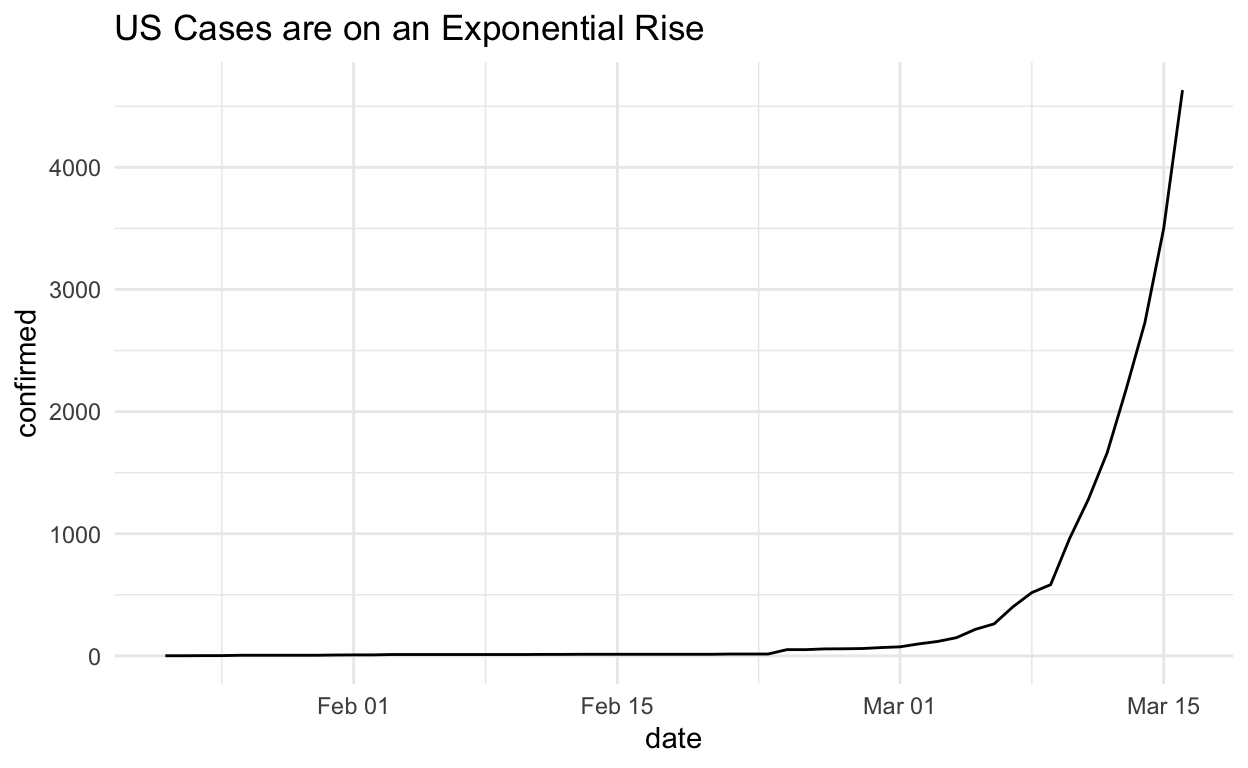 US Cases are on an Exponential Rise
confirmed
4000
3000
2000
1000
0
Feb 01
Feb 15
Mar 01
Mar 15
date